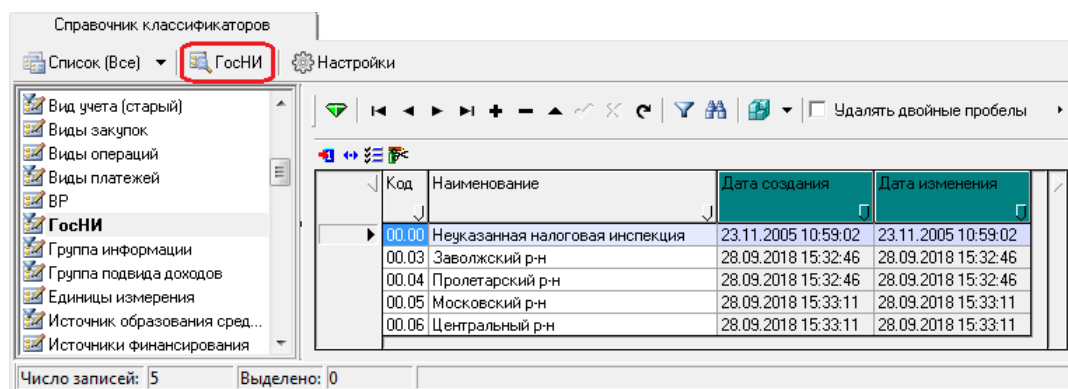 Справочник классификаторов
Список (Все) ГосНИ Настройки
Вид учета (старый)
Виды закупок
Виды операций
Виды платежей
ВР
ГосНИ
Группа информации
Группа подвида доходов
Единицы измерения
Источник образования сред...
Источники финансирования
Удалять двойные пробелы
Код Наименование Дата создания Дата изменения
00.00 Неуказанная налоговая инспекция 23.11.2005 10:59:02 23.11.2005 10:59:02
00.03 Заволжский р-н 28.09.2018 15:32:46 28.09.2018 15:32:46
00.04 Пролетарский р-н 28.09.2018 15:32:46 28.09.2018 15:32:46
00.05 Московский р-н 28.09.2018 15:33:11 28.09.2018 15:33:11
00.06 Центральный р-н 28.09.2018 15:33:11 28.09.2018 15:33:11
Число записей: 5 Выделено: 0